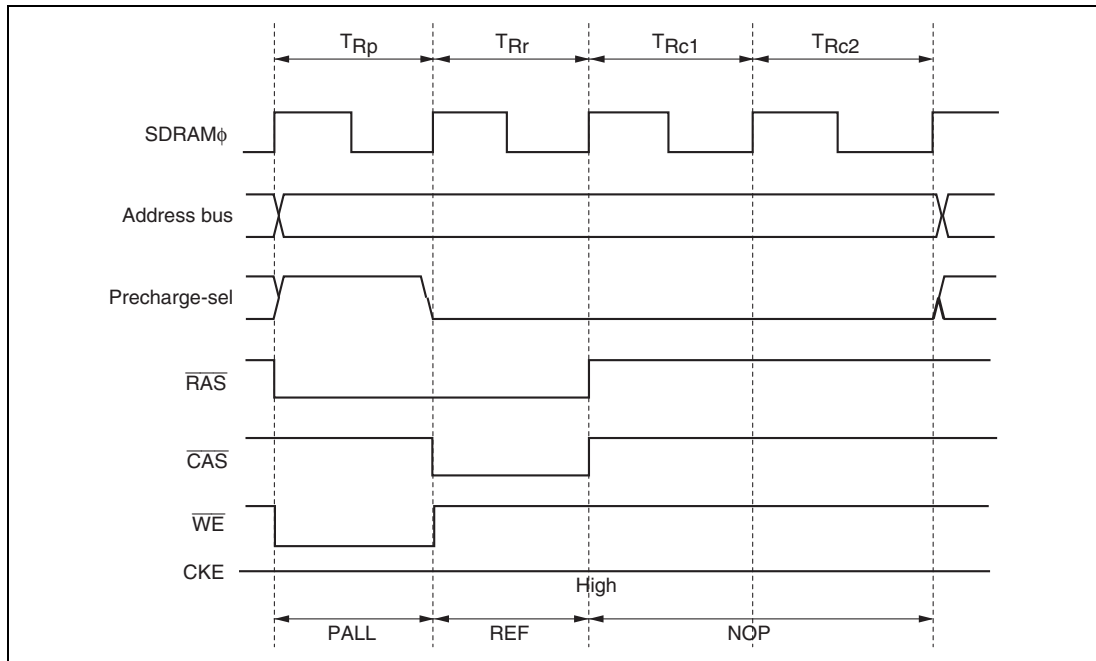 TRp TRr TRc1 TRc2
SDRAMφ
Address bus
Precharge-sel
RAS
CAS
WE
CKE
High
PALL REF NOP